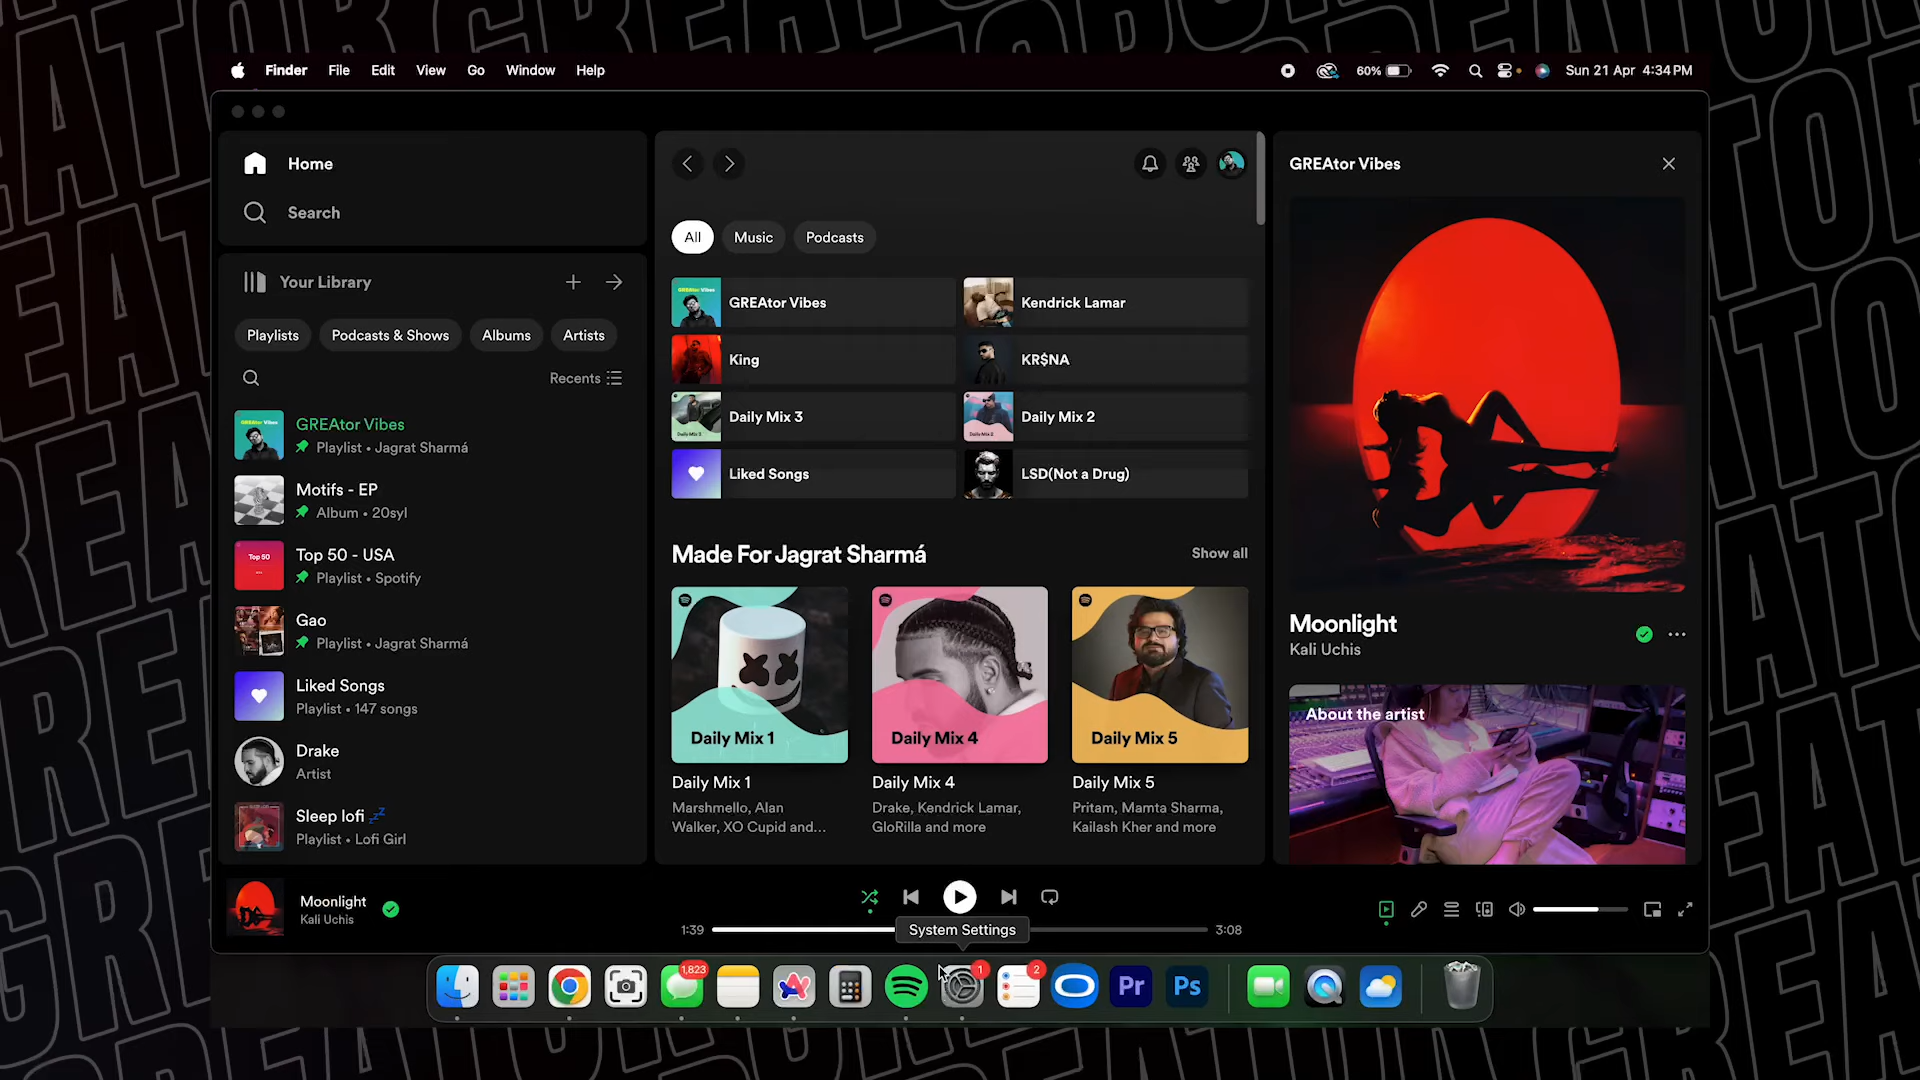 Finder File Edit View Go Window Help
60%
Sun 21 Apr 4:34 PM
Home
Search
Your Library
Playlists
Podcasts & Shows
Albums
Artists
Recents
GREAtor Vibes
Playlist • Jagrat Sharmá
Motifs - EP
Album • 20syl
Top 50
Top 50 - USA
Playlist • Spotify
Gao
Playlist • Jagrat Sharmá
Liked Songs
Playlist • 147 songs
Drake
Artist
Sleep lofi 💤
Playlist • Lofi Girl
All
Music
Podcasts
GREAtor Vibes
Kendrick Lamar
King
KR$NA
Daily Mix 3
Daily Mix 2
Liked Songs
LSD(Not a Drug)
Made For Jagrat Sharmá
Show all
Daily Mix 1
Daily Mix 4
Daily Mix 5
Daily Mix 1
Daily Mix 4
Daily Mix 5
Marshmello, Alan
Walker, XO Cupid and...
Drake, Kendrick Lamar,
GloRilla and more
Pritam, Mamta Sharma,
Kailash Kher and more
GREAtor Vibes
Moonlight
Kali Uchis
About the artist
Moonlight
Kali Uchis
1:39
3:08
System Settings
1,823
1
2
Pr
Ps